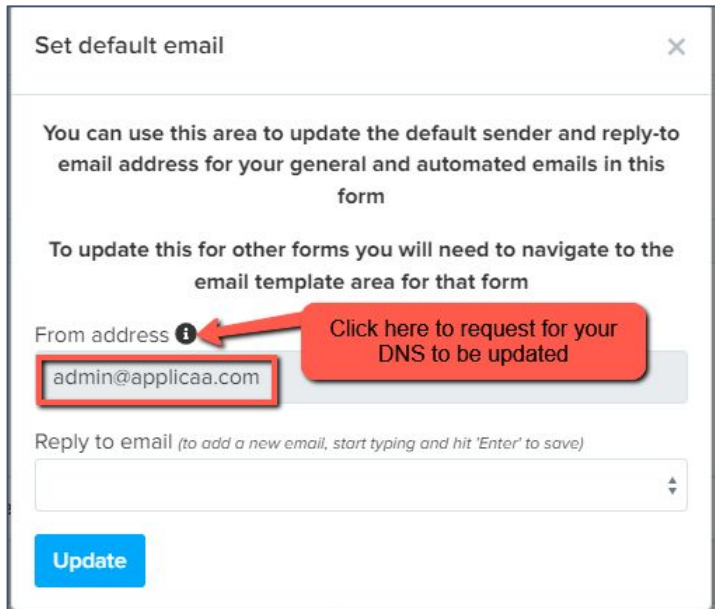 Set default email
You can use this area to update the default sender and reply-to
email address for your general and automated emails in this
form
To update this for other forms you will need to navigate to the
email template area for that form
From address
Click here to request for your
DNS to be updated
admin@applicaa.com
Reply to email (to add a new email, start typing and hit 'Enter' to save)
Update